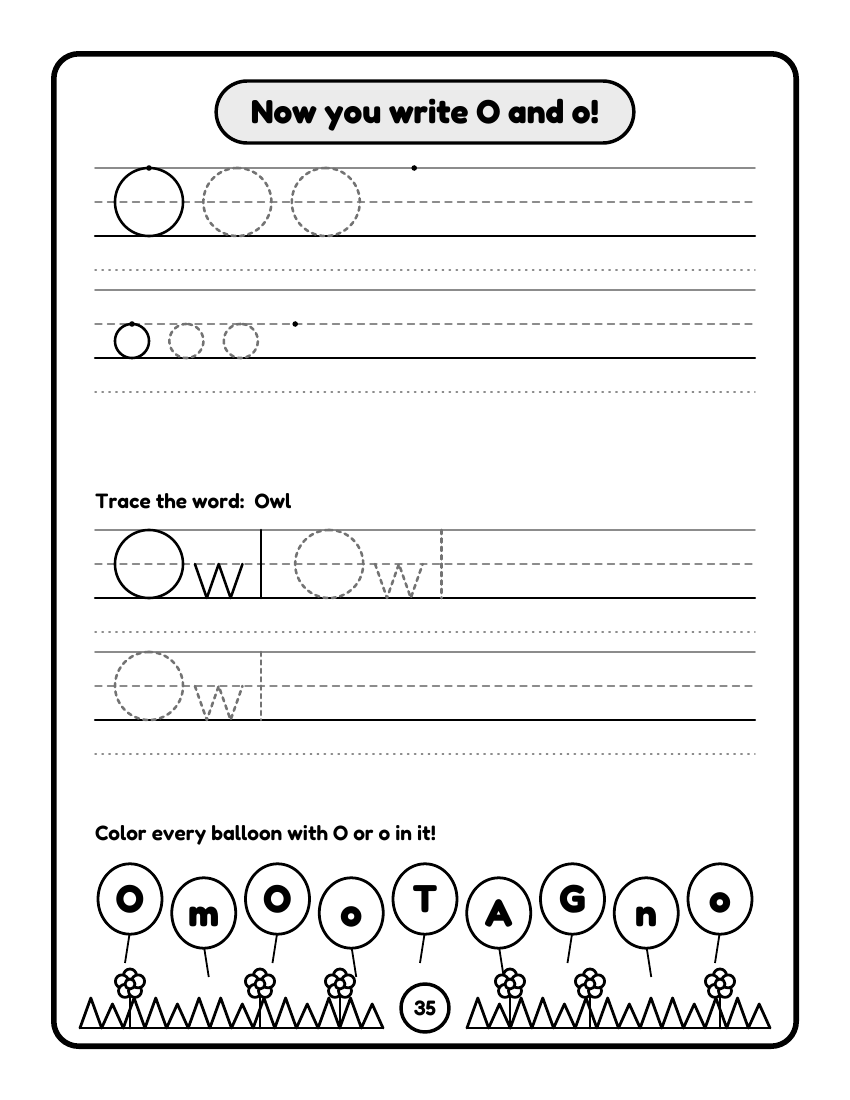 Now you write O and o!
O O O
o o o
Trace the word: Owl
Owl Owl
Owl
Color every balloon with O or o in it!
O m O o T A G n o
35